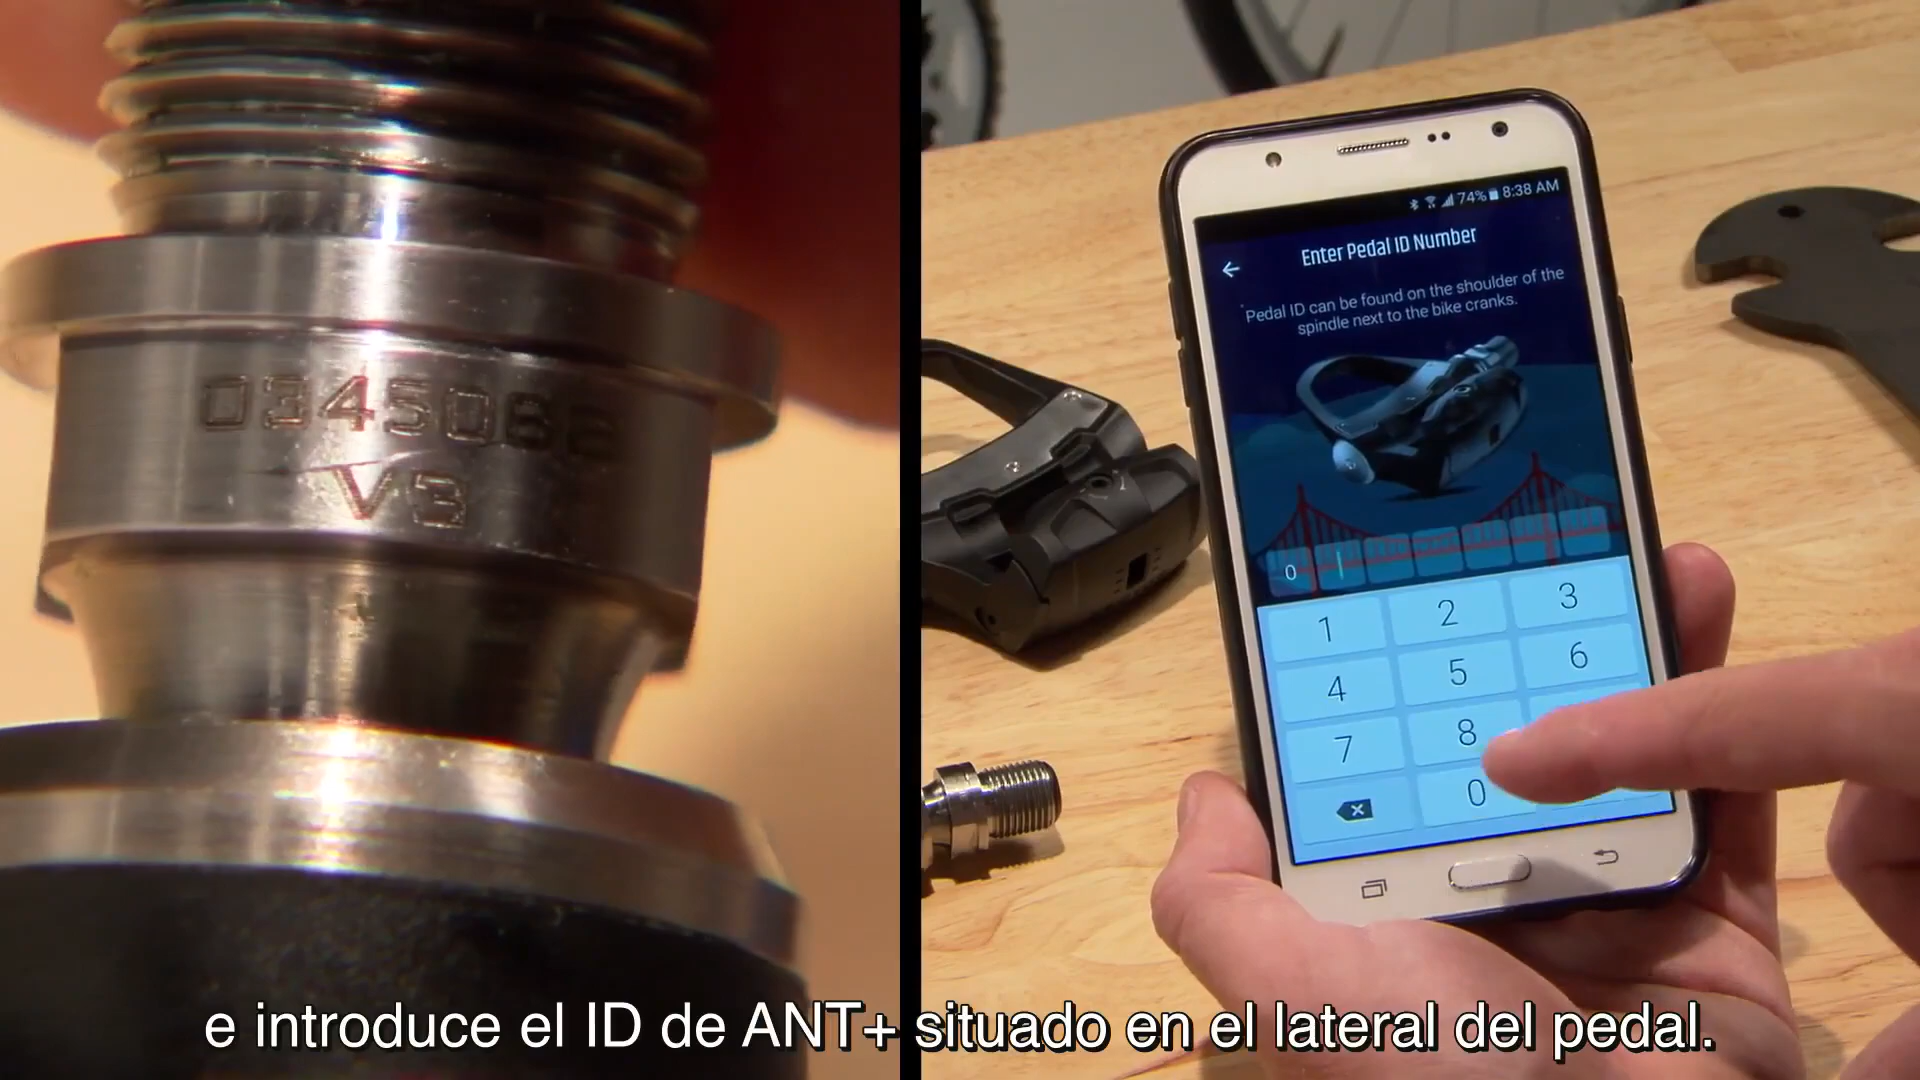 0345068
V3
74% 8:38 AM
Enter Pedal ID Number
Pedal ID can be found on the shoulder of the
spindle next to the bike cranks.
0
1 2 3
4 5 6
7 8
0
e introduce el ID de ANT+ situado en el lateral del pedal.